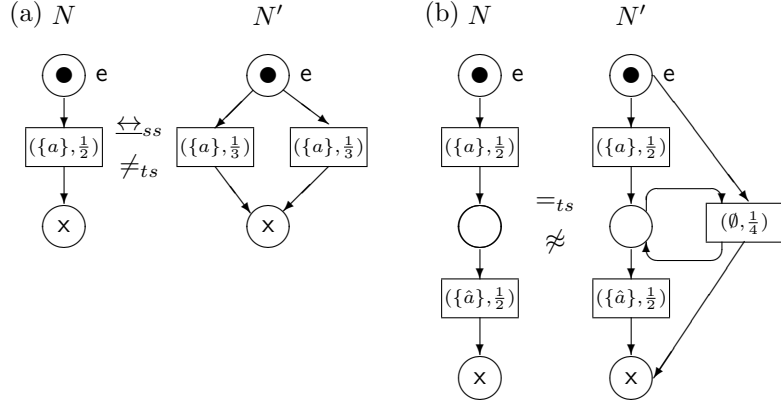 (a) N N′ (b) N N′
e e e e
({a}, 1/2) ↔ss ({a}, 1/3) ({a}, 1/3) ({a}, 1/2) ({a}, 1/2)
≠ts
x x =ts (∅, 1/4)
≉
({â}, 1/2) ({â}, 1/2)
x x